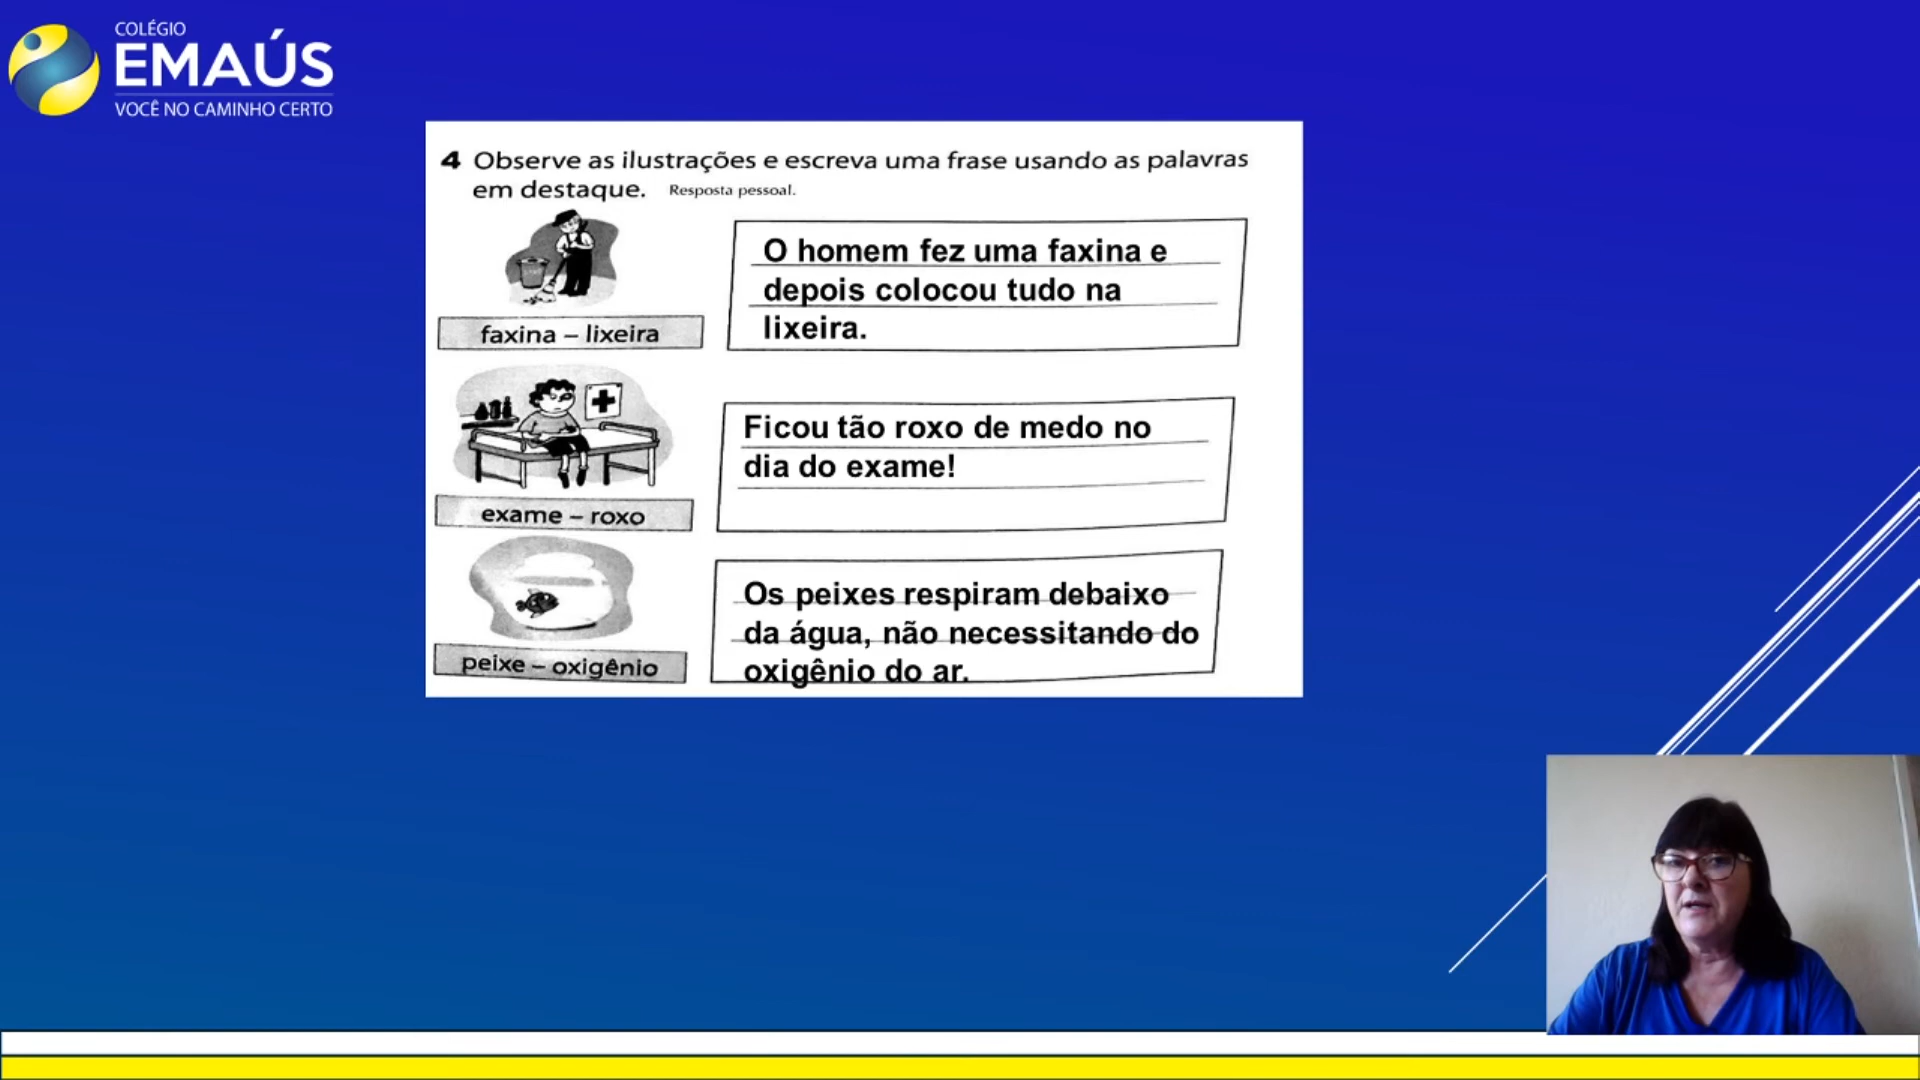 COLÉGIO
EMAÚS
VOCÊ NO CAMINHO CERTO
4 Observe as ilustrações e escreva uma frase usando as palavras
em destaque. Resposta pessoal.
O homem fez uma faxina e
depois colocou tudo na
lixeira.
faxina – lixeira
Ficou tão roxo de medo no
dia do exame!
exame – roxo
Os peixes respiram debaixo
da água, não necessitando do
oxigênio do ar.
peixe – oxigênio